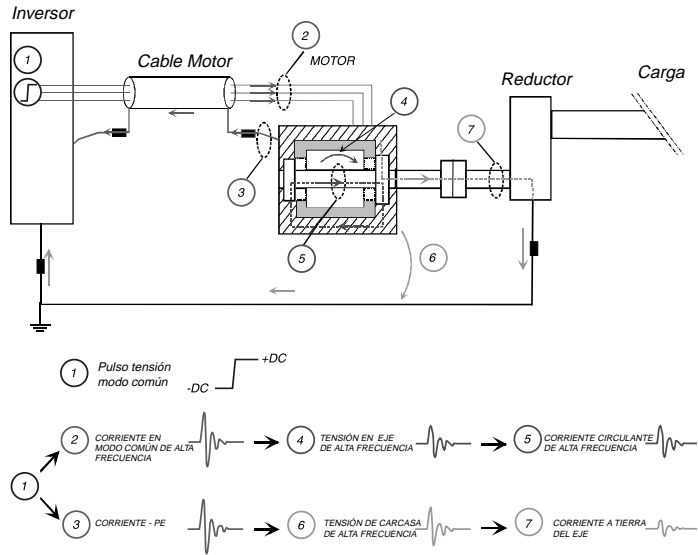 Inversor
1
Cable Motor
2
MOTOR
Reductor
Carga
4
7
3
5
6
1
Pulso tensión
modo común
-DC
+DC
2
CORRIENTE EN
MODO COMÚN DE ALTA
FRECUENCIA
4
TENSIÓN EN EJE
DE ALTA FRECUENCIA
5
CORRIENTE CIRCULANTE
DE ALTA FRECUENCIA
1
3
CORRIENTE - PE
6
TENSIÓN DE CARCASA
DE ALTA FRECUENCIA
7
CORRIENTE A TIERRA
DEL EJE